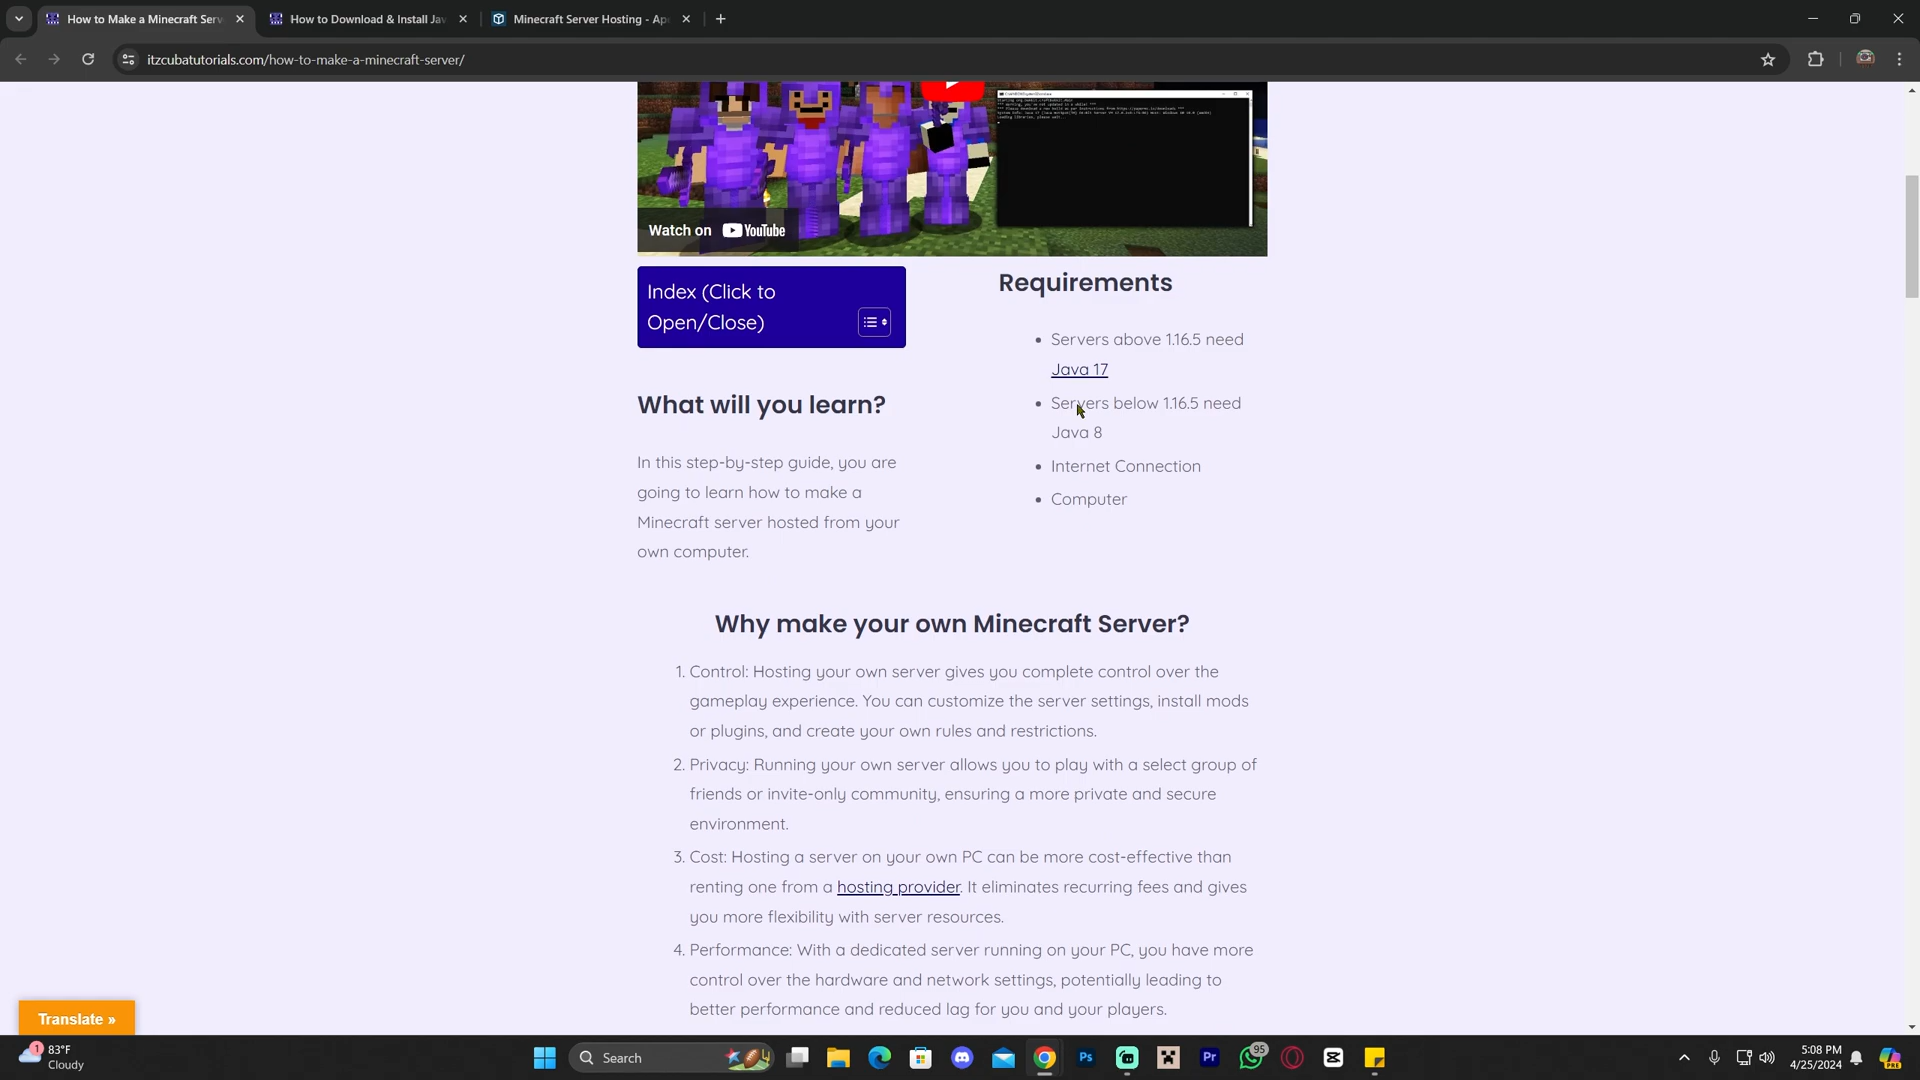 How to Make a Minecraft Serv
How to Download & Install Jav
Minecraft Server Hosting - Ap
itzcubatutorials.com/how-to-make-a-minecraft-server/
Watch on YouTube
Index (Click to
Open/Close)
Requirements
Servers above 1.16.5 need
Java 17
Servers below 1.16.5 need
Java 8
Internet Connection
Computer
What will you learn?
In this step-by-step guide, you are
going to learn how to make a
Minecraft server hosted from your
own computer.
Why make your own Minecraft Server?
1. Control: Hosting your own server gives you complete control over the
gameplay experience. You can customize the server settings, install mods
or plugins, and create your own rules and restrictions.
2. Privacy: Running your own server allows you to play with a select group of
friends or invite-only community, ensuring a more private and secure
environment.
3. Cost: Hosting a server on your own PC can be more cost-effective than
renting one from a hosting provider. It eliminates recurring fees and gives
you more flexibility with server resources.
4. Performance: With a dedicated server running on your PC, you have more
control over the hardware and network settings, potentially leading to
better performance and reduced lag for you and your players.
Translate »
1
83°F
Cloudy
Search
Ps
Pr
95
5:08 PM
4/25/2024
PRE